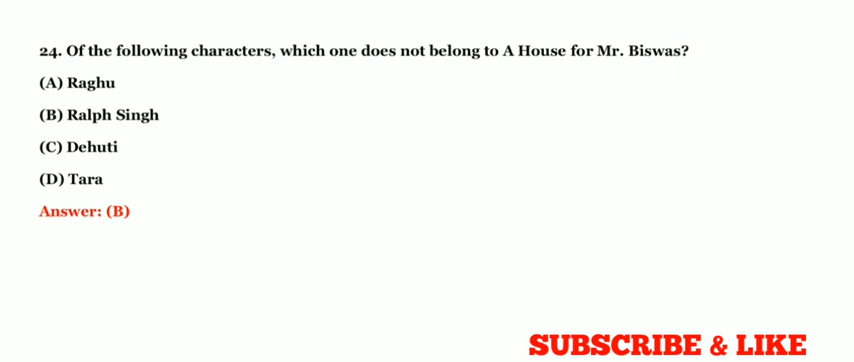 24. Of the following characters, which one does not belong to A House for Mr. Biswas?
(A) Raghu
(B) Ralph Singh
(C) Dehuti
(D) Tara
Answer: (B)
SUBSCRIBE & LIKE